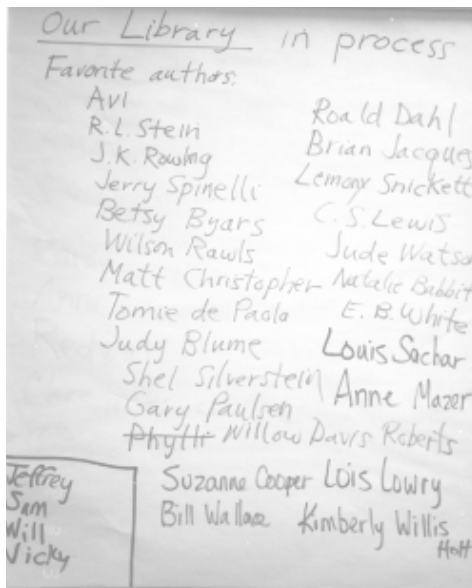 Our Library in process
Favorite authors:
Avi
R.L. Stein
J.K. Rowling
Jerry Spinelli
Betsy Byars
Wilson Rawls
Matt Christopher
Tomie de Paola
Judy Blume
Shel Silverstein
Gary Paulsen
Roald Dahl
Brian Jacques
Lemony Snickett
C.S. Lewis
Jude Watso
Natalie Babbit
E.B. White
Louis Sachar
Anne Mazer
Phylli Willow Davis Roberts
Suzanne Cooper Lois Lowry
Bill Wallace Kimberly Willis
Holt
Jeffrey
Sam
Will
Vicky